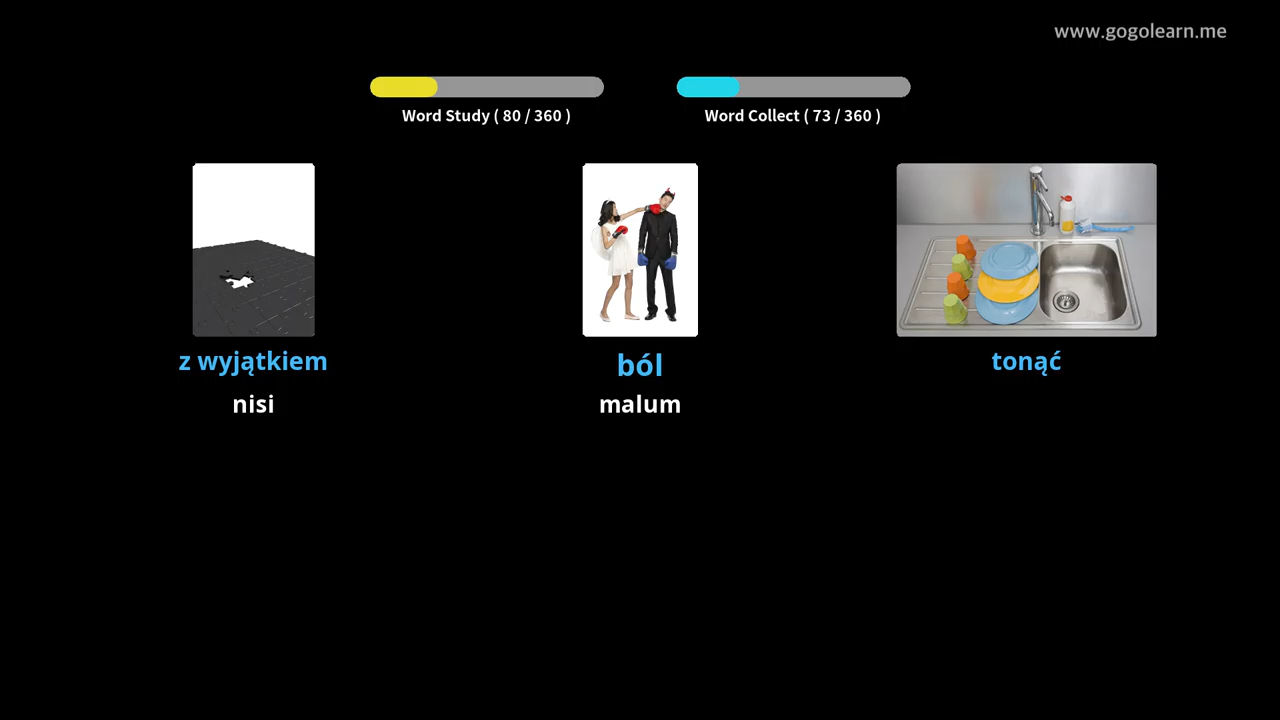 www.gogolearn.me
Word Study ( 80 / 360 )
Word Collect ( 73 / 360 )
z wyjątkiem
ból
tonąć
nisi
malum